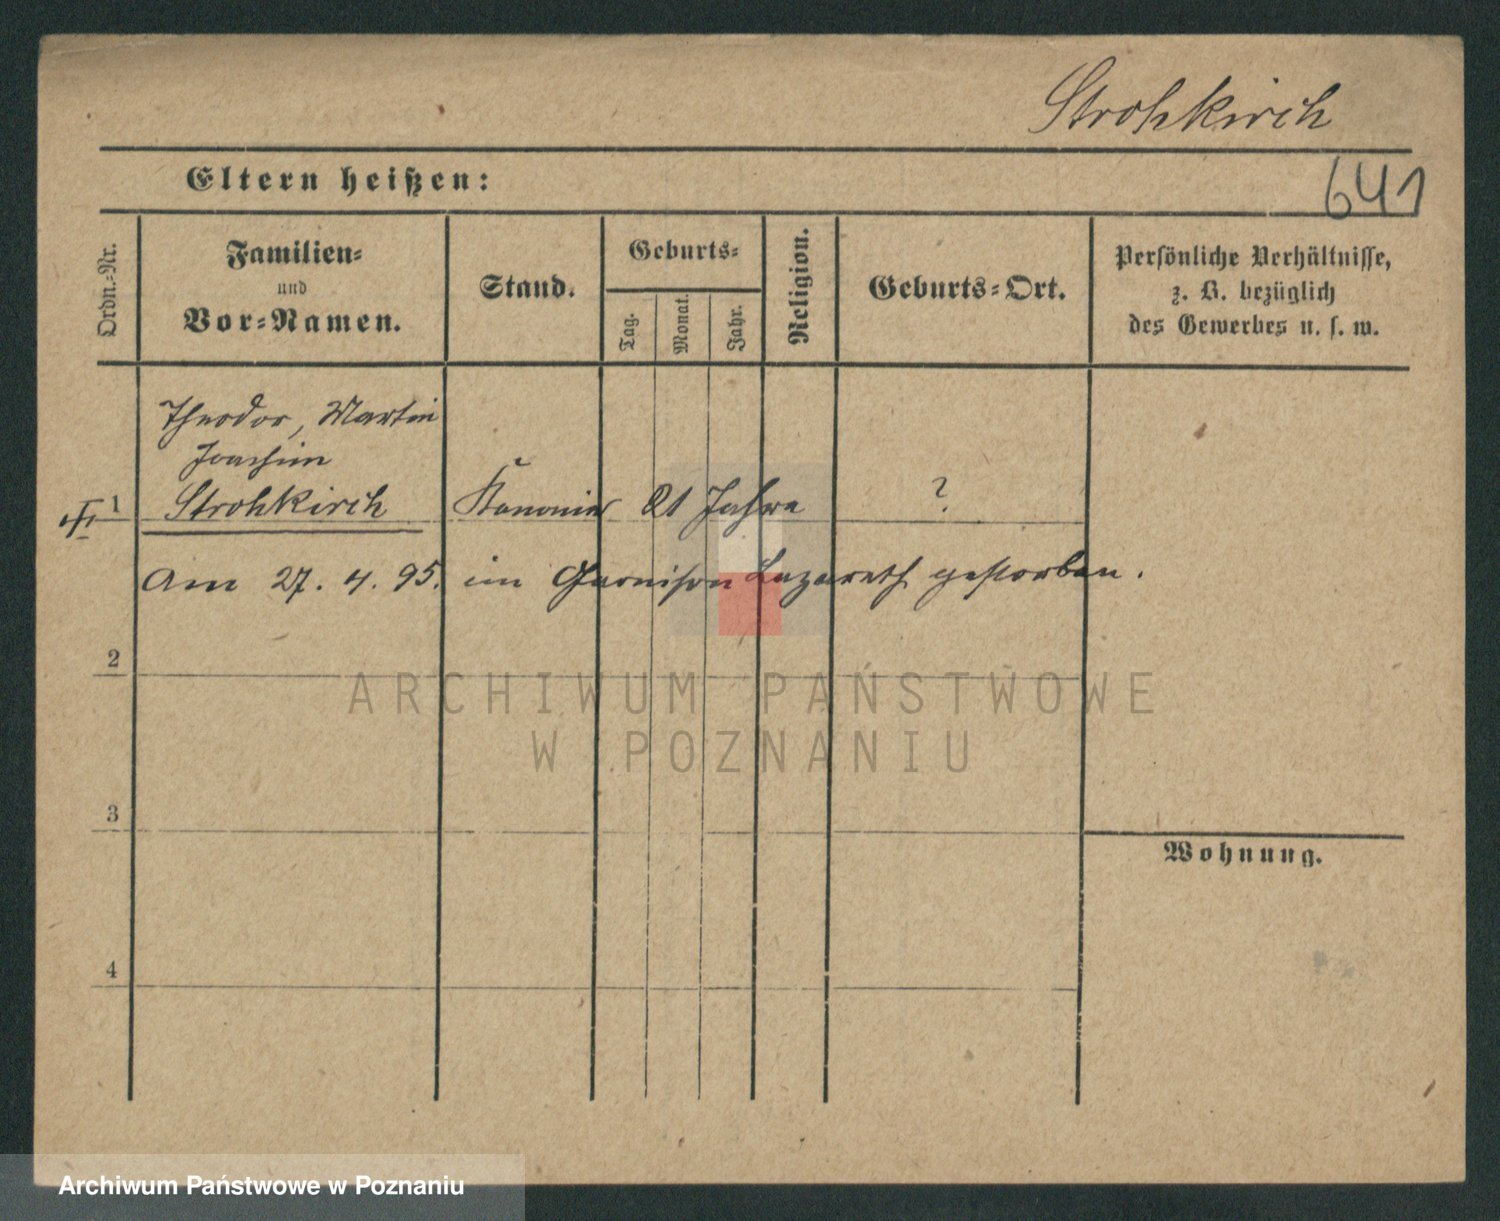 Strohkirch
641
Eltern heißen:
Ordn.-Nr.
Familien-
und
Vor-Namen.
Stand.
Geburts-
Tag.
Monat.
Jahr.
Religion.
Geburts-Ort.
Persönliche Verhältnisse,
z. B. bezüglich
des Gewerbes u. s. w.
Theodor, Martin
Joachim
1 Strohkirch Kanonier 21 Jahre ?
Am 27. 4. 95. im Garnison Lazareth gestorben.
2
ARCHIWUM PAŃSTWOWE
W POZNANIU
3
Wohnung.
4
Archiwum Państwowe w Poznaniu